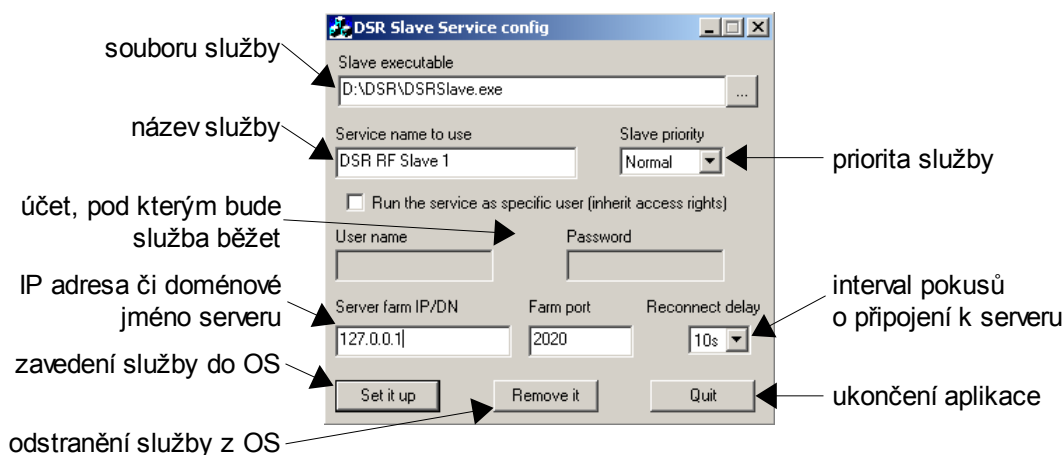 DSR Slave Service config
souboru služby
Slave executable
D:\DSR\DSRSlave.exe
...
název služby
Service name to use
Slave priority
DSR RF Slave 1
Normal
priorita služby
Run the service as specific user (inherit access rights)
účet, pod kterým bude
služba běžet
User name
Password
IP adresa či doménové
jméno serveru
Server farm IP/DN
Farm port
Reconnect delay
127.0.0.1
2020
10s
interval pokusů
o připojení k serveru
zavedení služby do OS
Set it up
Remove it
Quit
ukončení aplikace
odstranění služby z OS